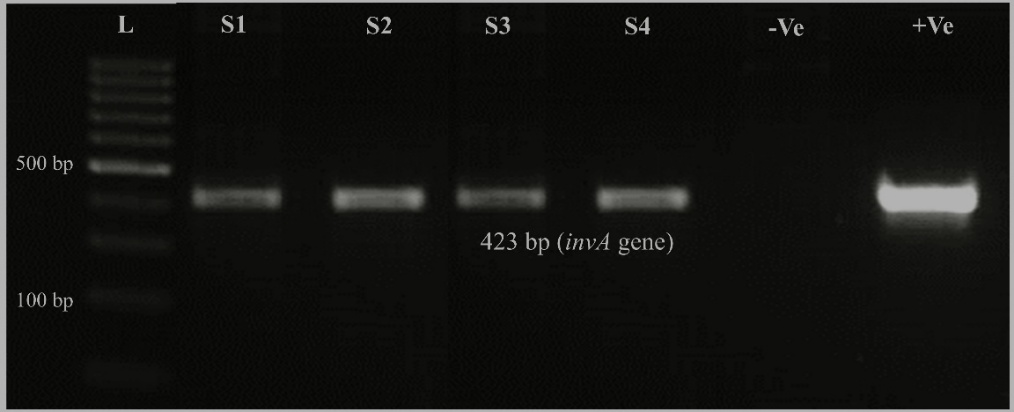 L S1 S2 S3 S4 -Ve +Ve
500 bp
423 bp (invA gene)
100 bp